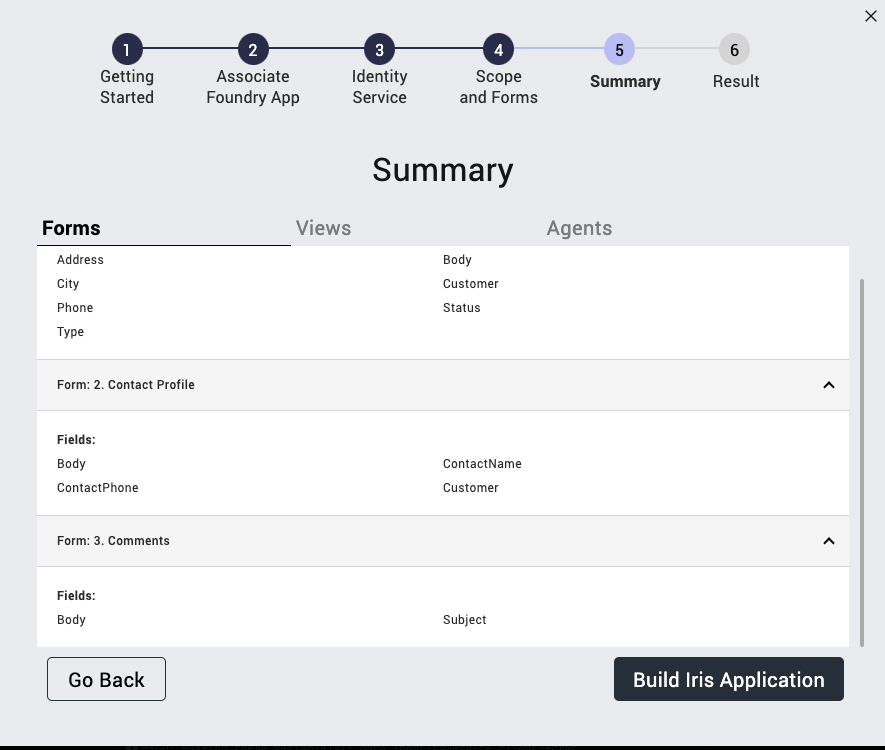 1 2 3 4 5 6
Getting Associate Identity Scope Summary Result
Started Foundry App Service and Forms
Summary
Forms Views Agents
Address Body
City Customer
Phone Status
Type
Form: 2. Contact Profile
Fields:
Body ContactName
ContactPhone Customer
Form: 3. Comments
Fields:
Body Subject
Go Back Build Iris Application